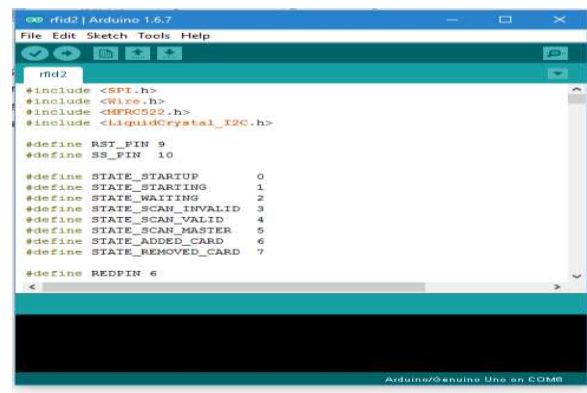 rfid2 | Arduino 1.6.7
File Edit Sketch Tools Help
rfid2
#include <SPI.h>
#include <Wire.h>
#include <MFRC522.h>
#include <LiquidCrystal_I2C.h>
#define RST_PIN 9
#define SS_PIN 10
#define STATE_STARTUP 0
#define STATE_STARTING 1
#define STATE_WAITING 2
#define STATE_SCAN_INVALID 3
#define STATE_SCAN_VALID 4
#define STATE_SCAN_MASTER 5
#define STATE_ADDED_CARD 6
#define STATE_REMOVED_CARD 7
#define REDPIN 6
Arduino/Genuino Uno on COM6